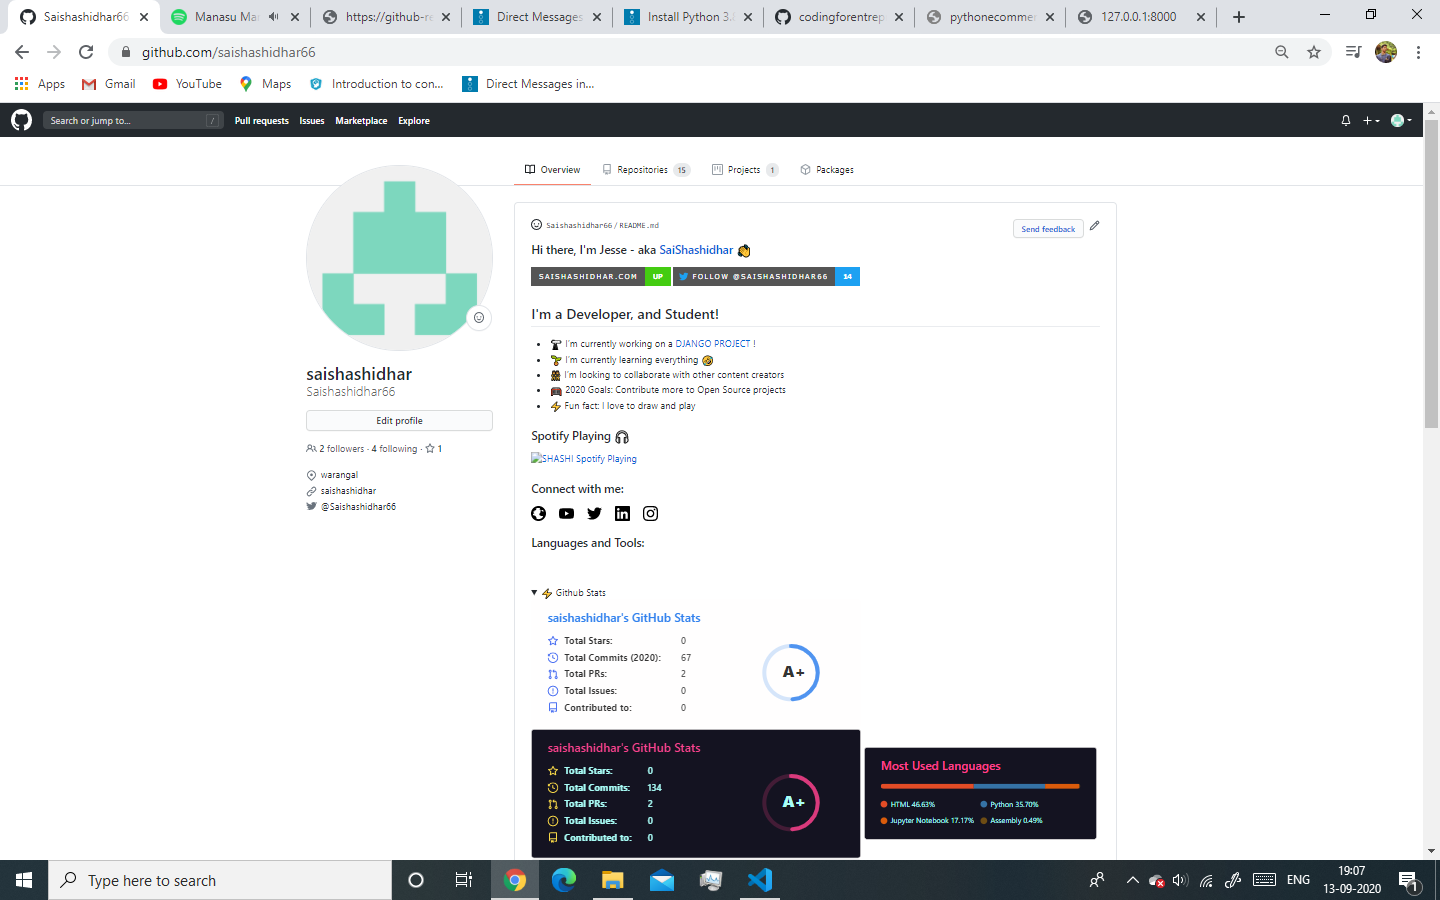 Saishashidhar66
Manasu Ma
https://github-re
Direct Messages
Install Python 3.
codingforentrep
pythonecomme
127.0.0.1:8000
github.com/saishashidhar66
Apps
Gmail
YouTube
Maps
Introduction to con...
Direct Messages in...
Search or jump to...
/
Pull requests
Issues
Marketplace
Explore
Overview
Repositories 15
Projects 1
Packages
saishashidhar
Saishashidhar66
Edit profile
2 followers · 4 following · 1
warangal
saishashidhar
@Saishashidhar66
Saishashidhar66 / README.md
Send feedback
Hi there, I'm Jesse - aka SaiShashidhar
SAISHASHIDHAR.COM UP
FOLLOW @SAISHASHIDHAR66 14
I'm a Developer, and Student!
I'm currently working on a DJANGO PROJECT !
I'm currently learning everything
I'm looking to collaborate with other content creators
2020 Goals: Contribute more to Open Source projects
Fun fact: I love to draw and play
Spotify Playing
SHASHI Spotify Playing
Connect with me:
Languages and Tools:
Github Stats
saishashidhar's GitHub Stats
Total Stars: 0
Total Commits (2020): 67
Total PRs: 2
Total Issues: 0
Contributed to: 0
A+
saishashidhar's GitHub Stats
Total Stars: 0
Total Commits: 134
Total PRs: 2
Total Issues: 0
Contributed to: 0
A+
Most Used Languages
HTML 46.63%
Python 35.70%
Jupyter Notebook 17.17%
Assembly 0.49%
Type here to search
ENG
19:07
13-09-2020
1